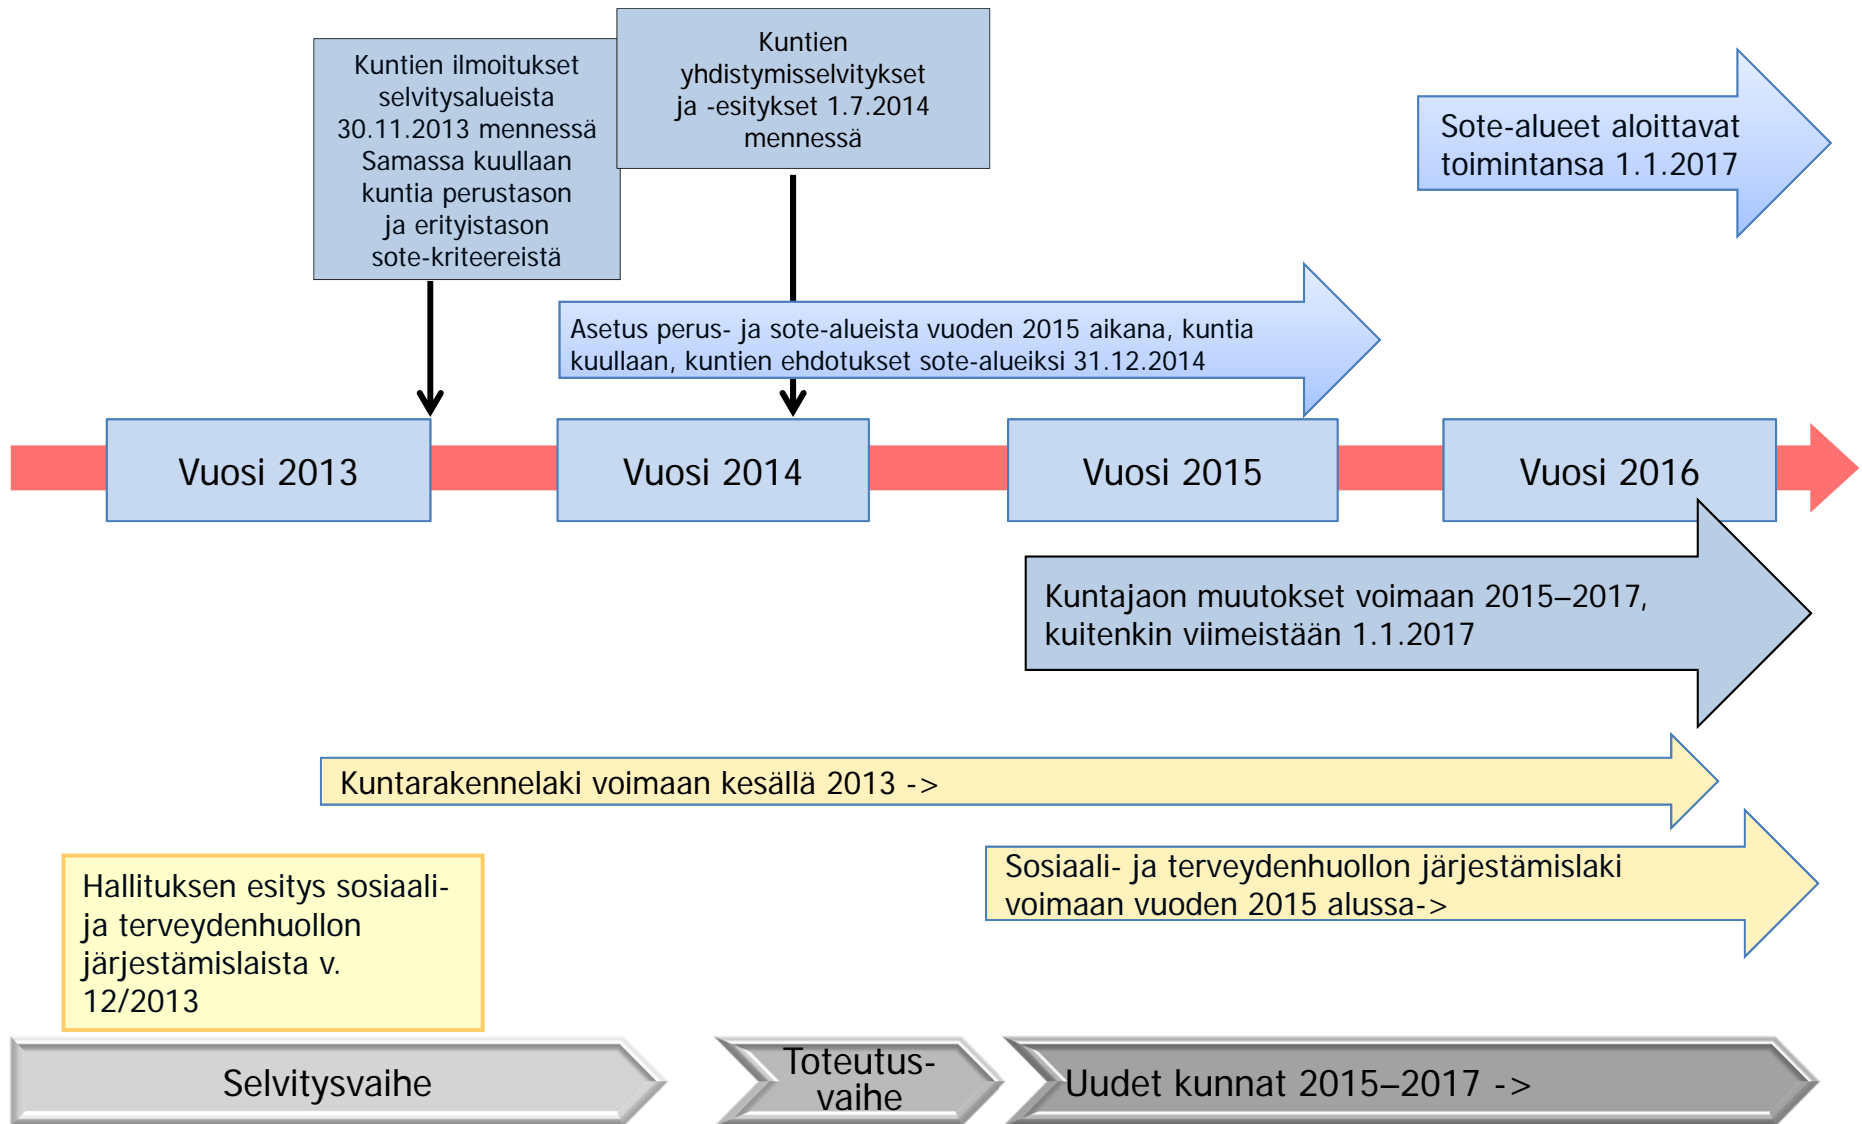 Kuntien ilmoitukset
selvitysalueista
30.11.2013 mennessä
Samassa kuullaan
kuntia perustason
ja erityistason
sote-kriteereistä
Kuntien
yhdistymisselvitykset
ja -esitykset 1.7.2014
mennessä
Sote-alueet aloittavat
toimintansa 1.1.2017
Asetus perus- ja sote-alueista vuoden 2015 aikana, kuntia
kuullaan, kuntien ehdotukset sote-alueiksi 31.12.2014
Vuosi 2013
Vuosi 2014
Vuosi 2015
Vuosi 2016
Kuntajaon muutokset voimaan 2015–2017,
kuitenkin viimeistään 1.1.2017
Kuntarakennelaki voimaan kesällä 2013 ->
Sosiaali- ja terveydenhuollon järjestämislaki
voimaan vuoden 2015 alussa->
Hallituksen esitys sosiaali-
ja terveydenhuollon
järjestämislaista v.
12/2013
Selvitysvaihe
Toteutus-
vaihe
Uudet kunnat 2015–2017 ->